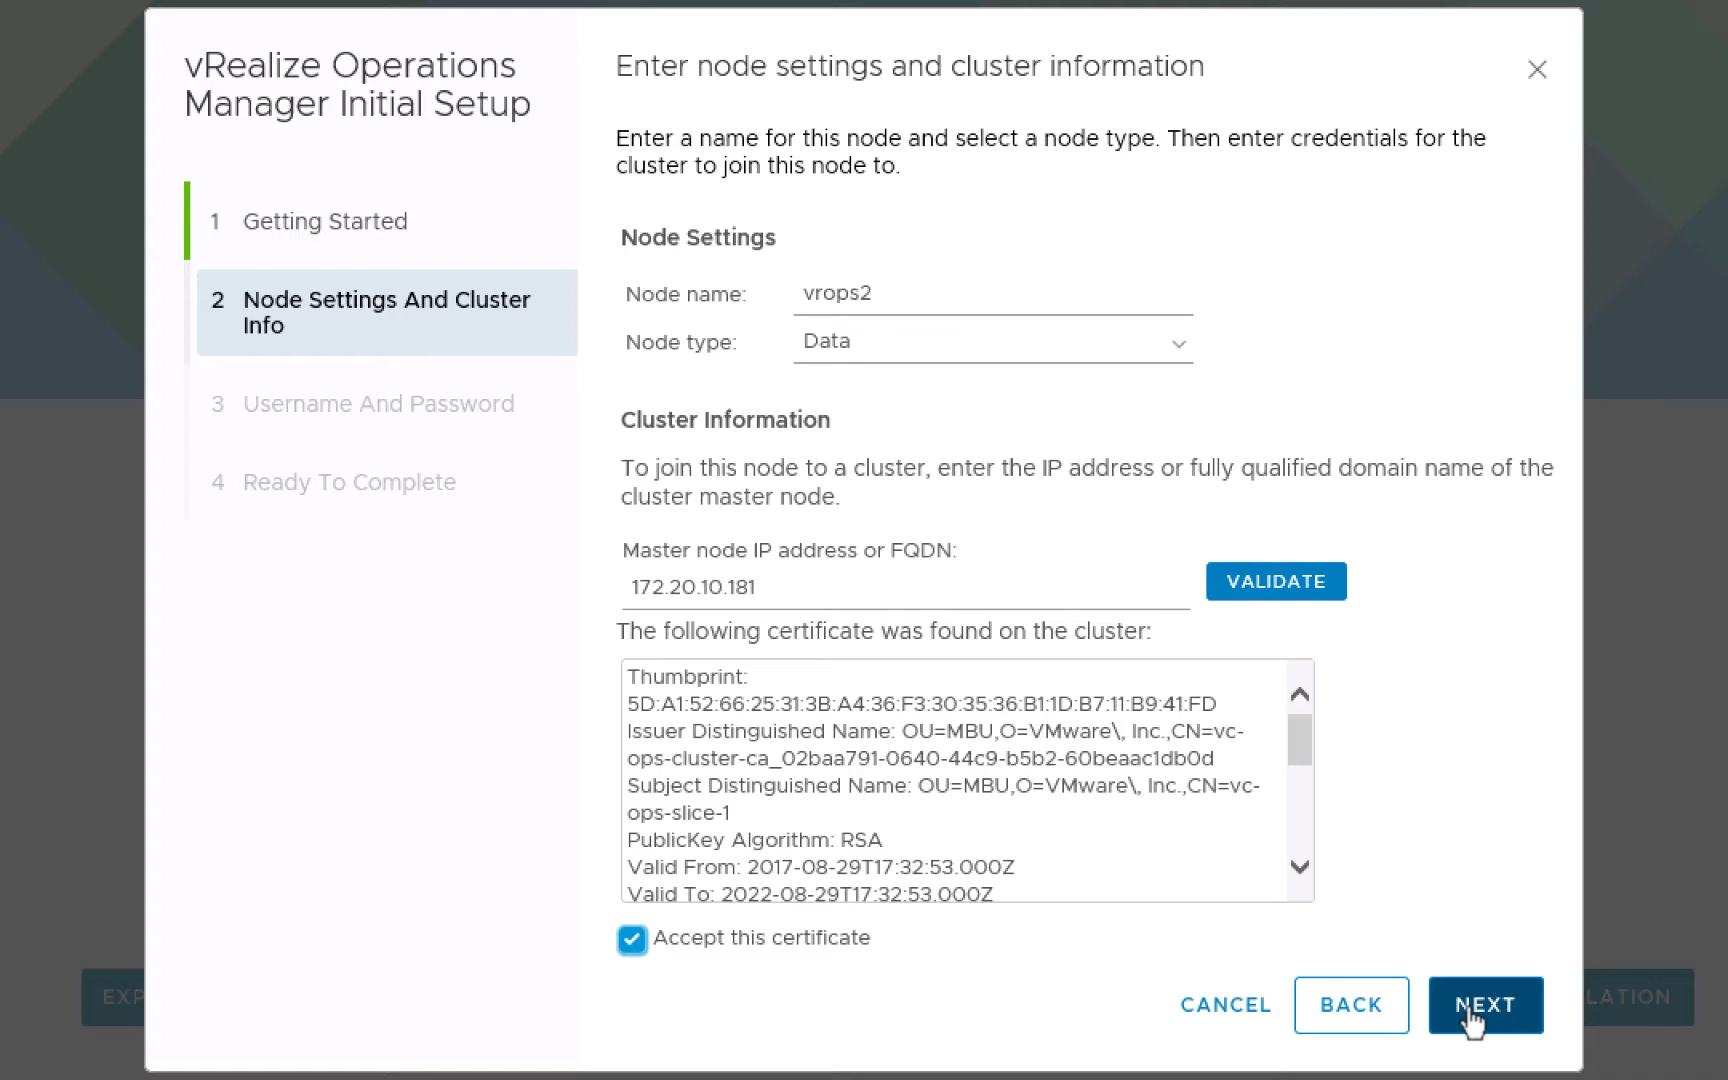 vRealize Operations
Manager Initial Setup
1 Getting Started
2 Node Settings And Cluster
Info
3 Username And Password
4 Ready To Complete
Enter node settings and cluster information
Enter a name for this node and select a node type. Then enter credentials for the
cluster to join this node to.
Node Settings
Node name: vrops2
Node type: Data
Cluster Information
To join this node to a cluster, enter the IP address or fully qualified domain name of the
cluster master node.
Master node IP address or FQDN:
172.20.10.181
VALIDATE
The following certificate was found on the cluster:
Thumbprint:
5D:A1:52:66:25:31:3B:A4:36:F3:30:35:36:B1:1D:B7:11:B9:41:FD
Issuer Distinguished Name: OU=MBU,O=VMware\, Inc.,CN=vc-
ops-cluster-ca_02baa791-0640-44c9-b5b2-60beaac1db0d
Subject Distinguished Name: OU=MBU,O=VMware\, Inc.,CN=vc-
ops-slice-1
PublicKey Algorithm: RSA
Valid From: 2017-08-29T17:32:53.000Z
Valid To: 2022-08-29T17:32:53.000Z
Accept this certificate
EXP
CANCEL BACK NEXT
LATION